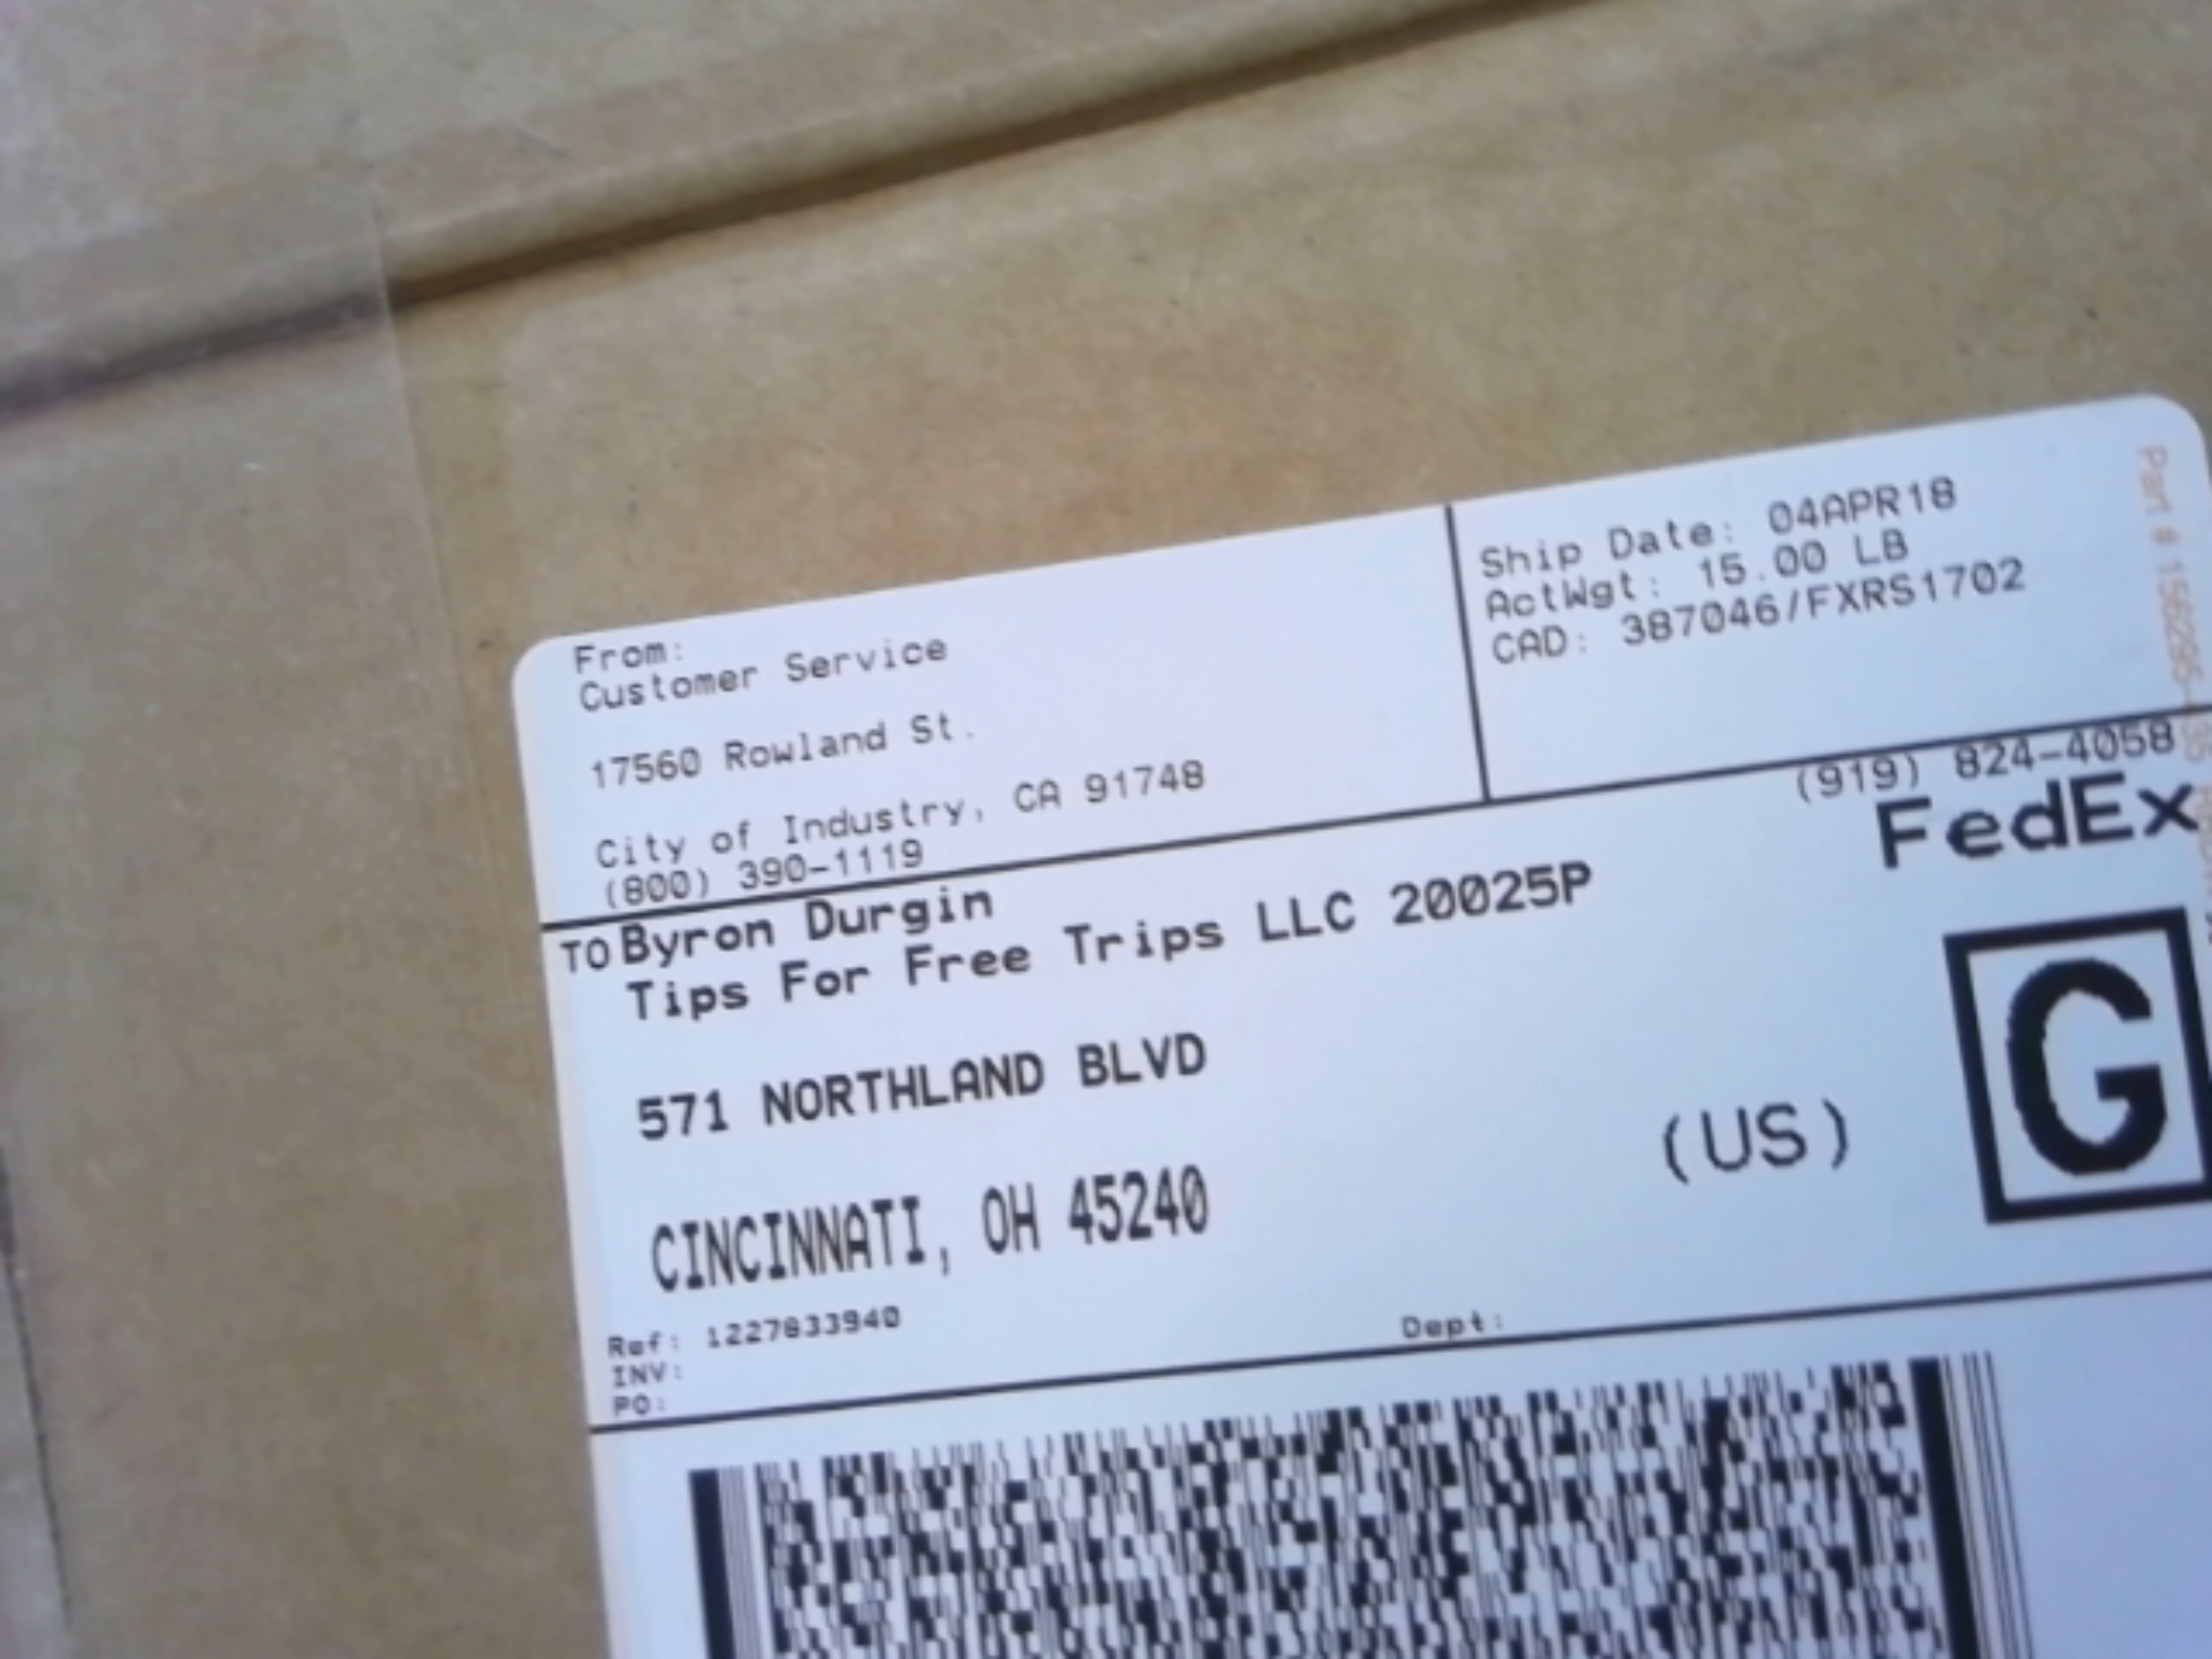 From:
Customer Service
17560 Rowland St.
City of Industry, CA 91748
(800) 390-1119
Ship Date: 04APR18
ActWgt: 15.00 LB
CAD: 387046/FXRS1702
(919) 824-4058
TO Byron Durgin
Tips For Free Trips LLC 20025P
571 NORTHLAND BLVD
CINCINNATI, OH 45240
(US)
FedEx
G
Ref: 1227833940
INV:
PO:
Dept:
Part #